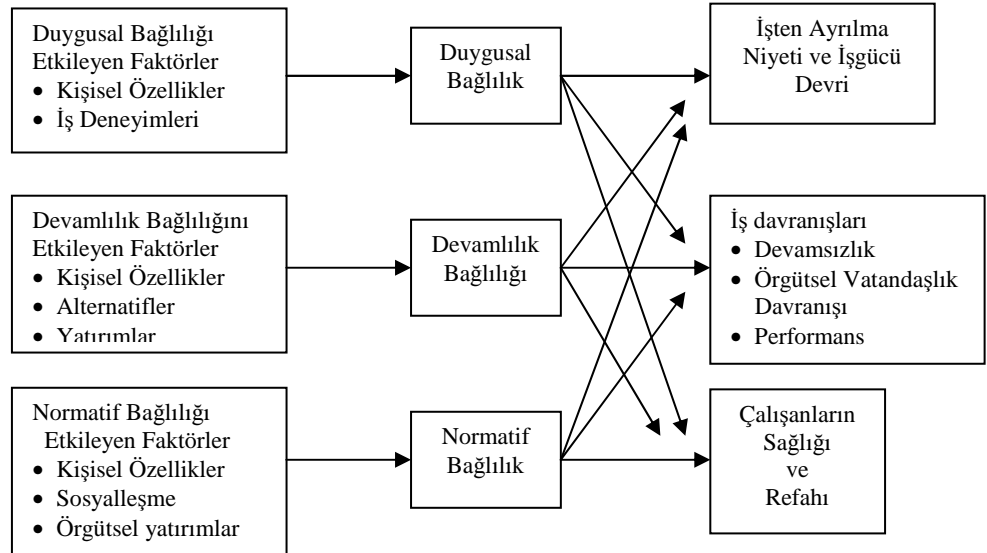 Duygusal Bağlılığı
Etkileyen Faktörler
• Kişisel Özellikler
• İş Deneyimleri
Duygusal
Bağlılık
İşten Ayrılma
Niyeti ve İşgücü
Devri
Devamlılık Bağlılığını
Etkileyen Faktörler
• Kişisel Özellikler
• Alternatifler
• Yatırımlar
Devamlılık
Bağlılığı
İş davranışları
• Devamsızlık
• Örgütsel Vatandaşlık
Davranışı
• Performans
Normatif Bağlılığı
Etkileyen Faktörler
• Kişisel Özellikler
• Sosyalleşme
• Örgütsel yatırımlar
Normatif
Bağlılık
Çalışanların
Sağlığı
ve
Refahı